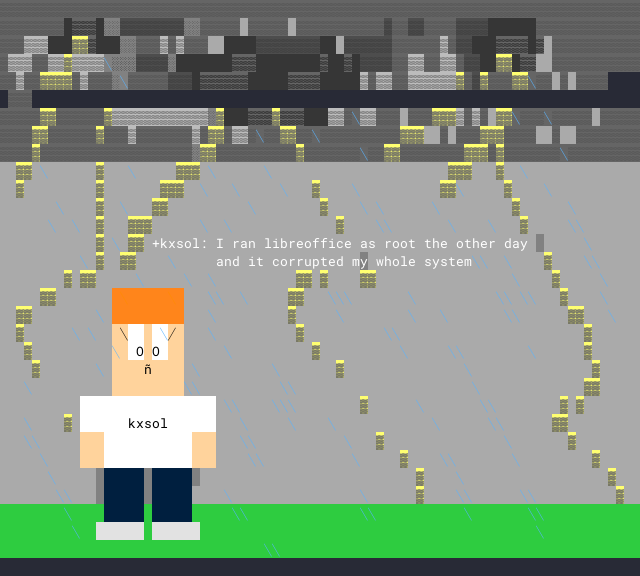 +kxsol: I ran libreoffice as root the other day
and it corrupted my whole system
O O
ñ
kxsol